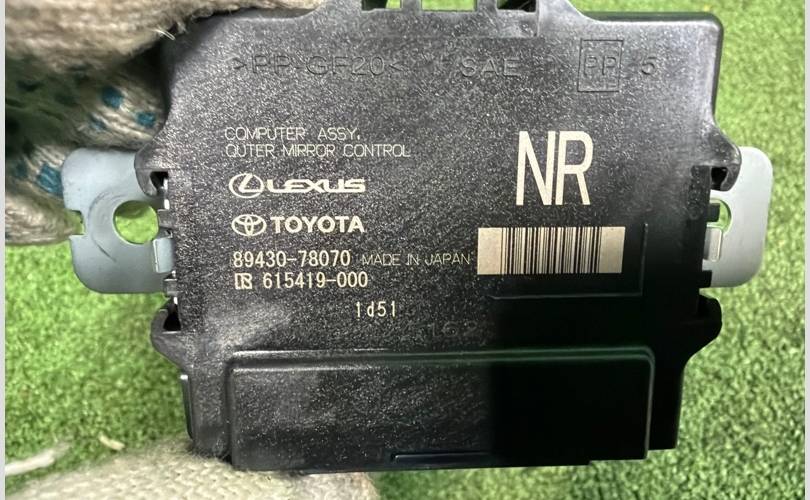 >PP-GF20< SAE PP 5
COMPUTER ASSY,
OUTER MIRROR CONTROL
NR
LEXUS
TOYOTA
89430-78070 MADE IN JAPAN
615419-000
1d51